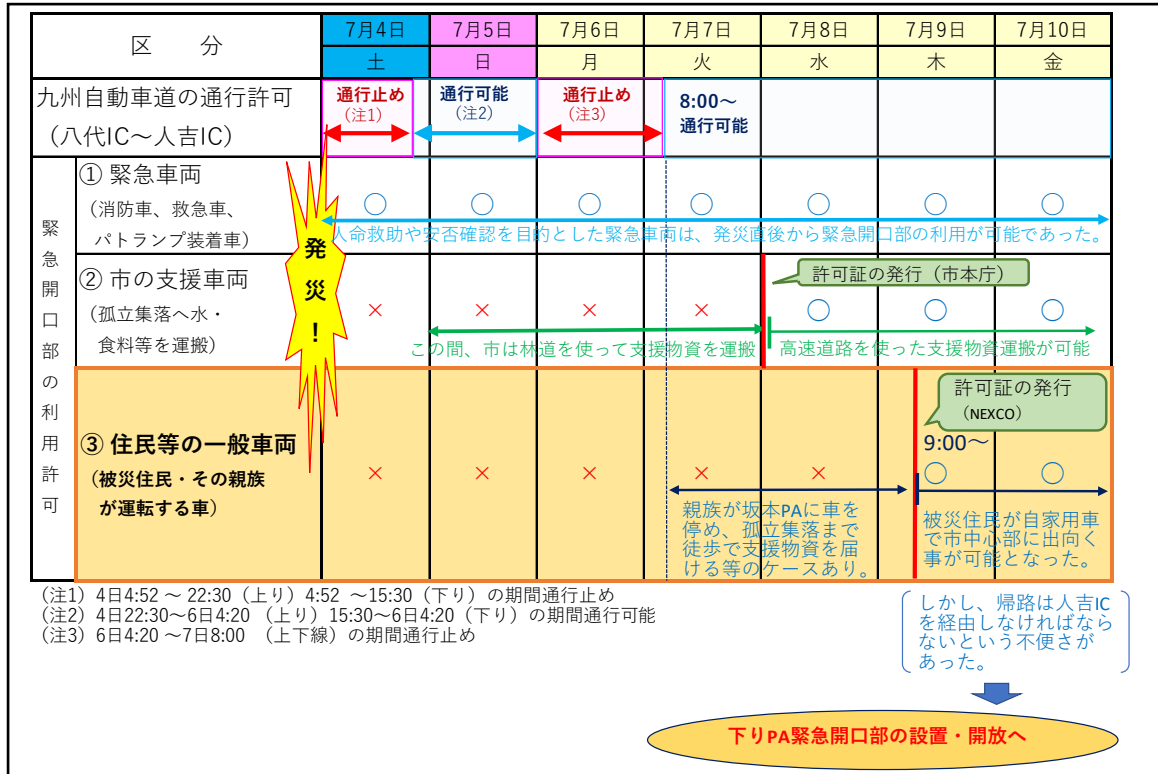 区　分
7月4日 7月5日 7月6日 7月7日 7月8日 7月9日 7月10日
土 日 月 火 水 木 金
九州自動車道の通行許可
（八代IC～人吉IC）
通行止め
（注1）
通行可能
（注2）
通行止め
（注3）
8:00～
通行可能
緊急開口部の利用許可
① 緊急車両
（消防車、救急車、
パトランプ装着車）
〇 〇 〇 〇 〇 〇 〇
人命救助や安否確認を目的とした緊急車両は、発災直後から緊急開口部の利用が可能であった。
発災！
② 市の支援車両
（孤立集落へ水・
食料等を運搬）
× × × × 〇 〇 〇
許可証の発行（市本庁）
この間、市は林道を使って支援物資を運搬
高速道路を使った支援物資運搬が可能
③ 住民等の一般車両
（被災住民・その親族
が運転する車）
× × × × × 〇 〇
許可証の発行
（NEXCO）
9:00～
親族が坂本PAに車を
停め、孤立集落まで
徒歩で支援物資を届
ける等のケースあり。
被災住民が自家用車
で市中心部に出向く
事が可能となった。
（注1）4日4:52 ～ 22:30（上り）4:52 ～15:30（下り）の期間通行止め
（注2）4日22:30～6日4:20 （上り）15:30～6日4:20（下り）の期間通行可能
（注3）6日4:20 ～7日8:00 （上下線）の期間通行止め
しかし、帰路は人吉IC
を経由しなければなら
ないという不便さが
あった。
下りPA緊急開口部の設置・開放へ